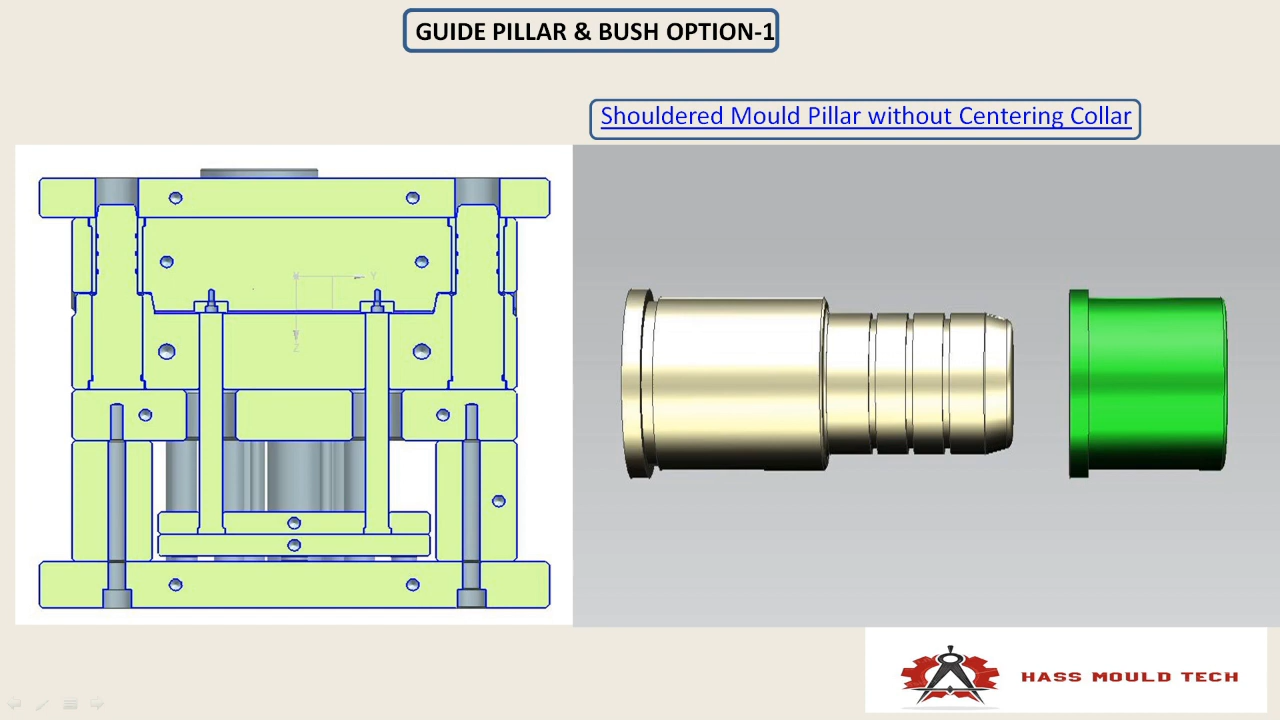 GUIDE PILLAR & BUSH OPTION-1
Shouldered Mould Pillar without Centering Collar
Y
Z
HASS MOULD TECH